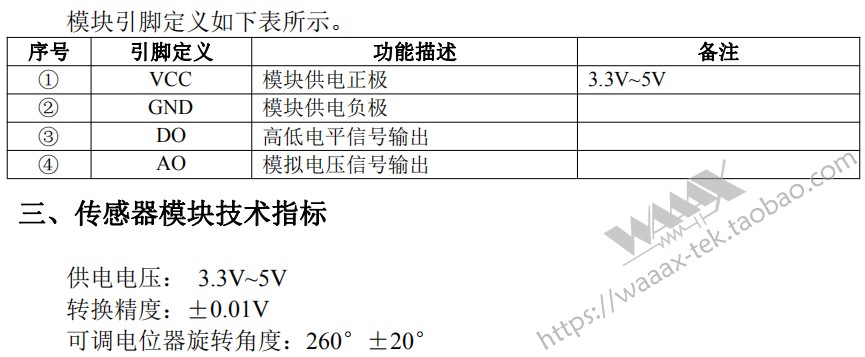 模块引脚定义如下表所示。
序号 引脚定义 功能描述 备注
① VCC 模块供电正极 3.3V~5V
② GND 模块供电负极
③ DO 高低电平信号输出
④ AO 模拟电压信号输出
三、传感器模块技术指标
WAAAX
https://waaax-tek.taobao.com
供电电压： 3.3V~5V
转换精度：±0.01V
可调电位器旋转角度：260°±20°